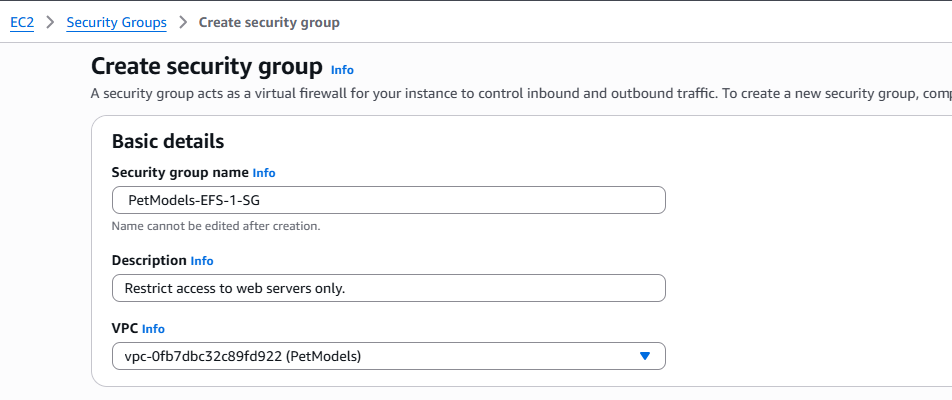 EC2 > Security Groups > Create security group
Create security group Info
A security group acts as a virtual firewall for your instance to control inbound and outbound traffic. To create a new security group,
Basic details
Security group name Info
PetModels-EFS-1-SG
Name cannot be edited after creation.
Description Info
Restrict access to web servers only.
VPC Info
vpc-0fb7dbc32c89fd922 (PetModels)